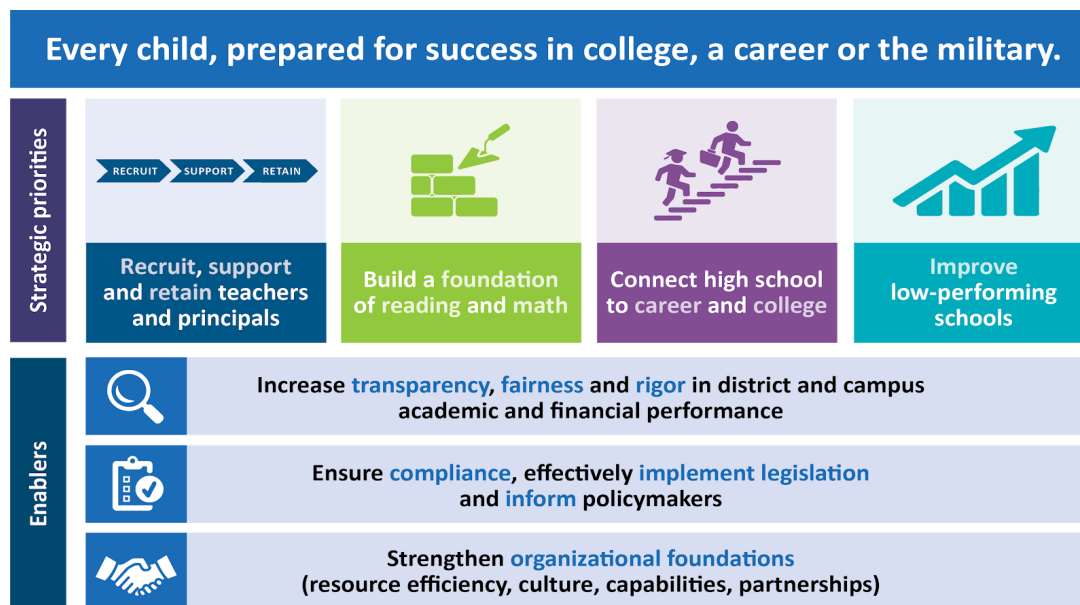 Every child, prepared for success in college, a career or the military.
Strategic priorities
RECRUIT
SUPPORT
RETAIN
Recruit, support
and retain teachers
and principals
Build a foundation
of reading and math
Connect high school
to career and college
Improve
low-performing
schools
Enablers
Increase transparency, fairness and rigor in district and campus
academic and financial performance
Ensure compliance, effectively implement legislation
and inform policymakers
Strengthen organizational foundations
(resource efficiency, culture, capabilities, partnerships)